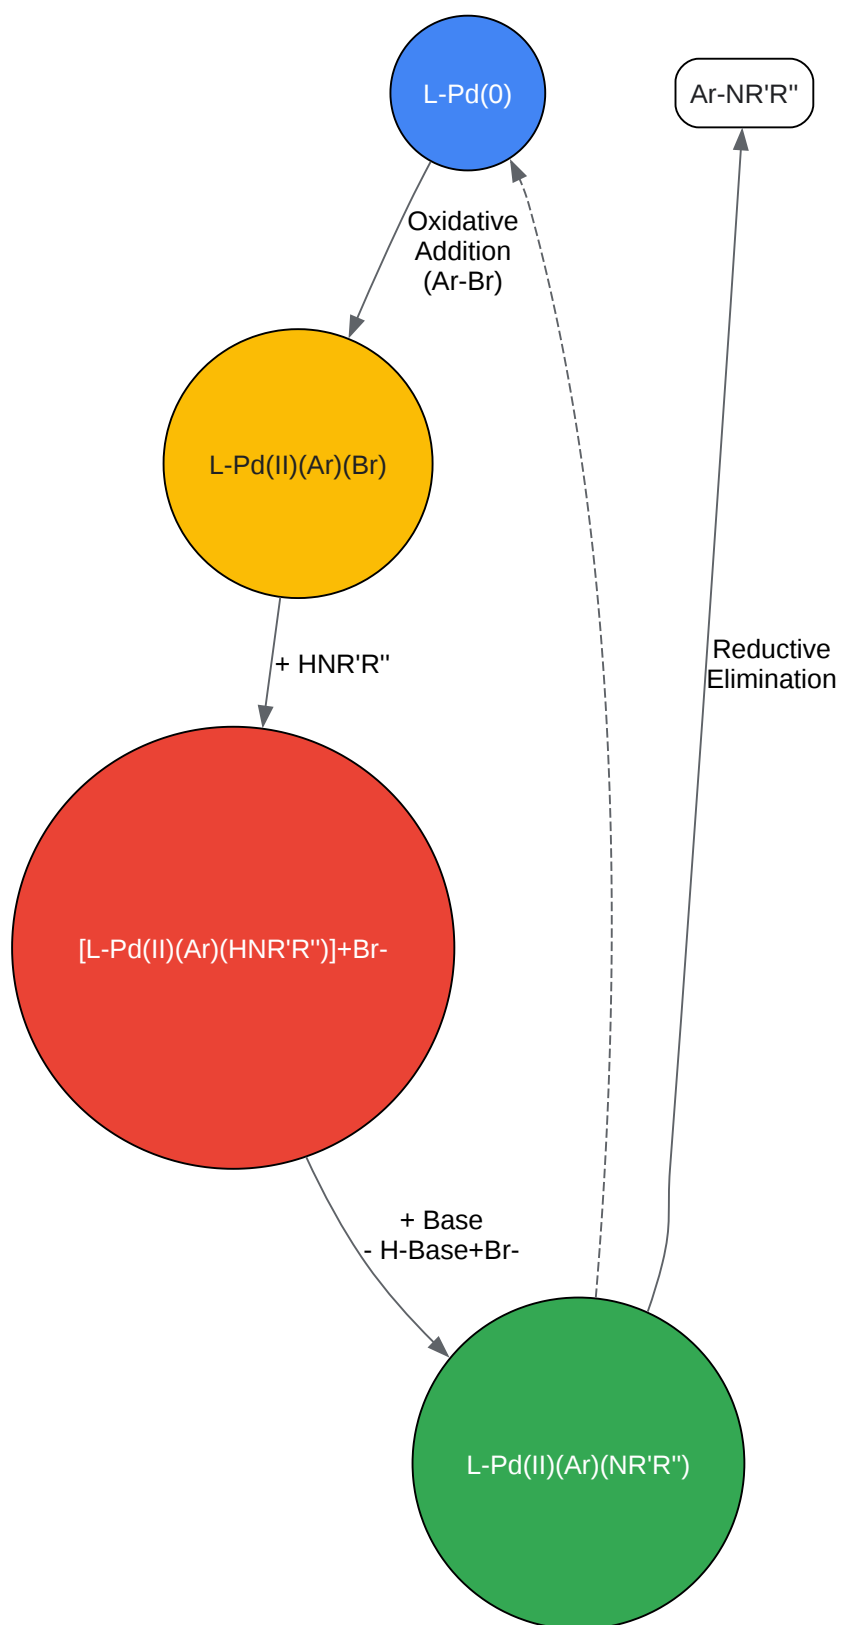 L-Pd(0)
Ar-NR'R"
Oxidative
Addition
(Ar-Br)
L-Pd(II)(Ar)(Br)
+ HNR'R"
Reductive
Elimination
[L-Pd(II)(Ar)(HNR'R")]+Br-
+ Base
- H-Base+Br-
L-Pd(II)(Ar)(NR'R")